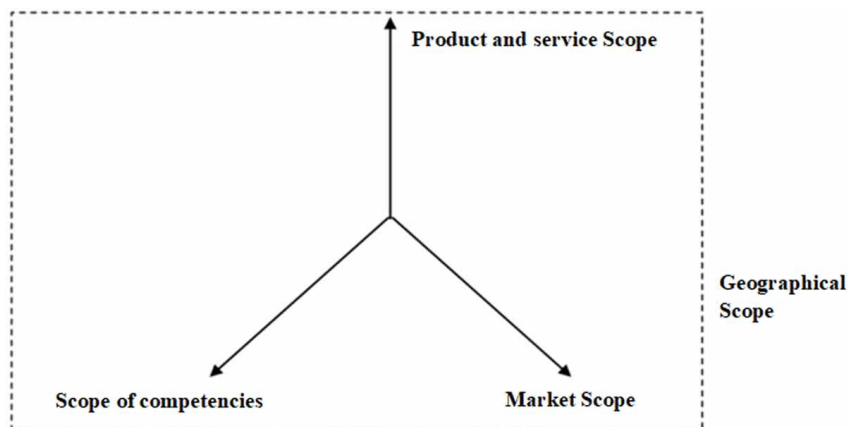 Product and service Scope
Geographical
Scope
Scope of competencies
Market Scope